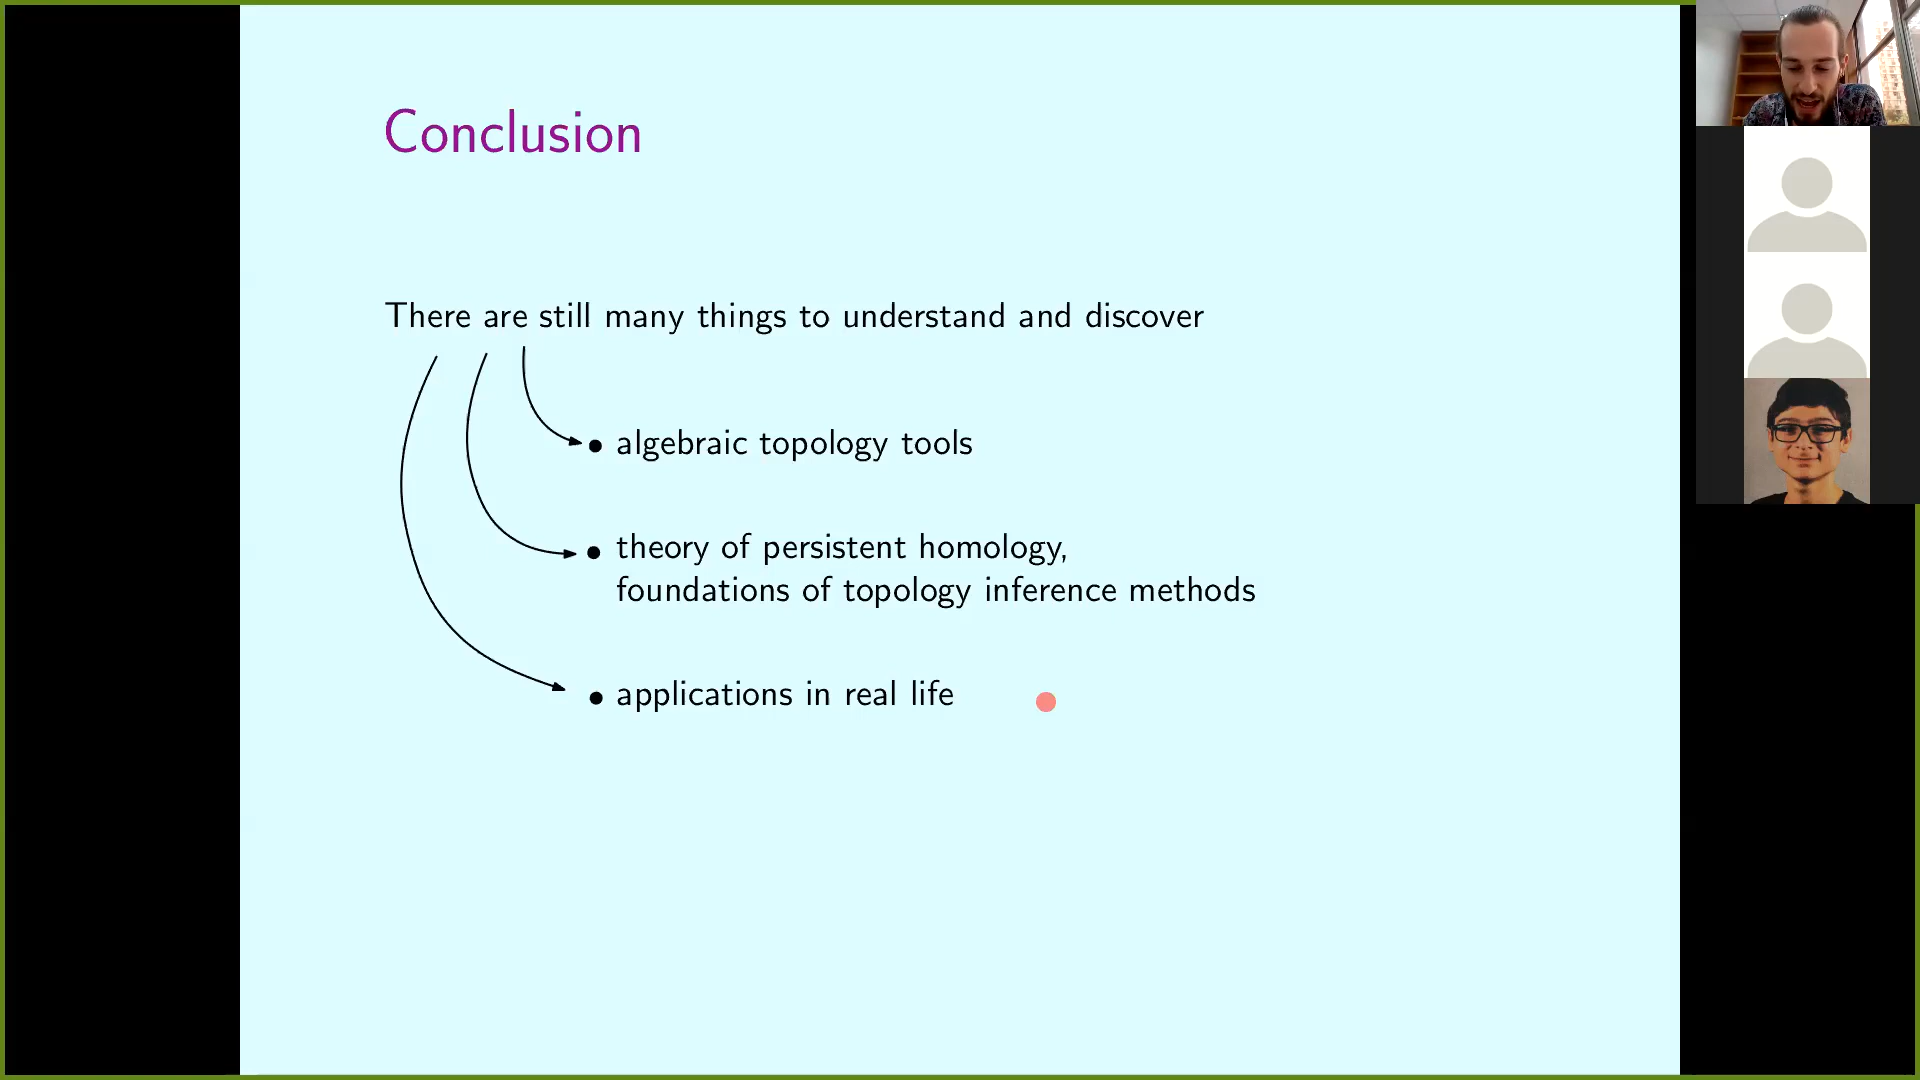 Conclusion
There are still many things to understand and discover
• algebraic topology tools
• theory of persistent homology,
foundations of topology inference methods
• applications in real life